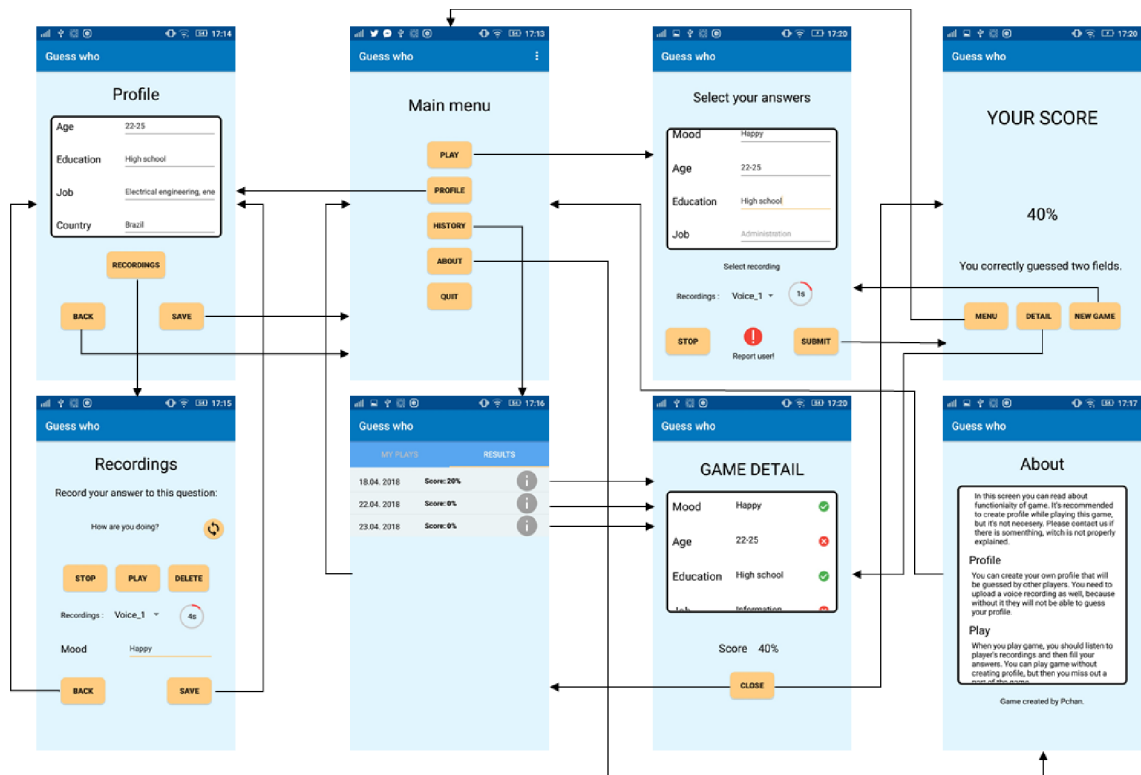 17:14
Guess who
Profile
Age 22-25
Education High school
Job Electrical engineering, ene
Country Brazil
RECORDINGS
BACK SAVE
17:13
Guess who
Main menu
PLAY
PROFILE
HISTORY
ABOUT
QUIT
17:20
Guess who
Select your answers
Mood Happy
Age 22-25
Education High school
Job Administration
Select recording
Recordings : Voice_1 1s
STOP SUBMIT
Report user!
17:20
Guess who
YOUR SCORE
40%
You correctly guessed two fields.
MENU DETAIL NEW GAME
17:15
Guess who
Recordings
Record your answer to this question:
How are you doing?
STOP PLAY DELETE
Recordings : Voice_1 4s
Mood Happy
BACK SAVE
17:16
Guess who
MY PLAYS RESULTS
18.04. 2018 Score: 20%
22.04. 2018 Score: 0%
23.04. 2018 Score: 0%
17:20
Guess who
GAME DETAIL
Mood Happy
Age 22-25
Education High school
Job Information
Score 40%
CLOSE
17:17
Guess who
About
In this screen you can read about
functioniaity of game. It's recommended
to create profile while playing this game,
but it's not necesery. Please contact us if
there is somenthing, witch is not properly
explained.
Profile
You can create your own profile that will
be guessed by other players. You need to
upload a voice recording as well, because
without it they will not be able to guess
your profile.
Play
When you play game, you should listen to
player's recordings and then fill your
answers. You can play game without
creating profile, but then you miss out a
part of the game.
Game created by Pchan.